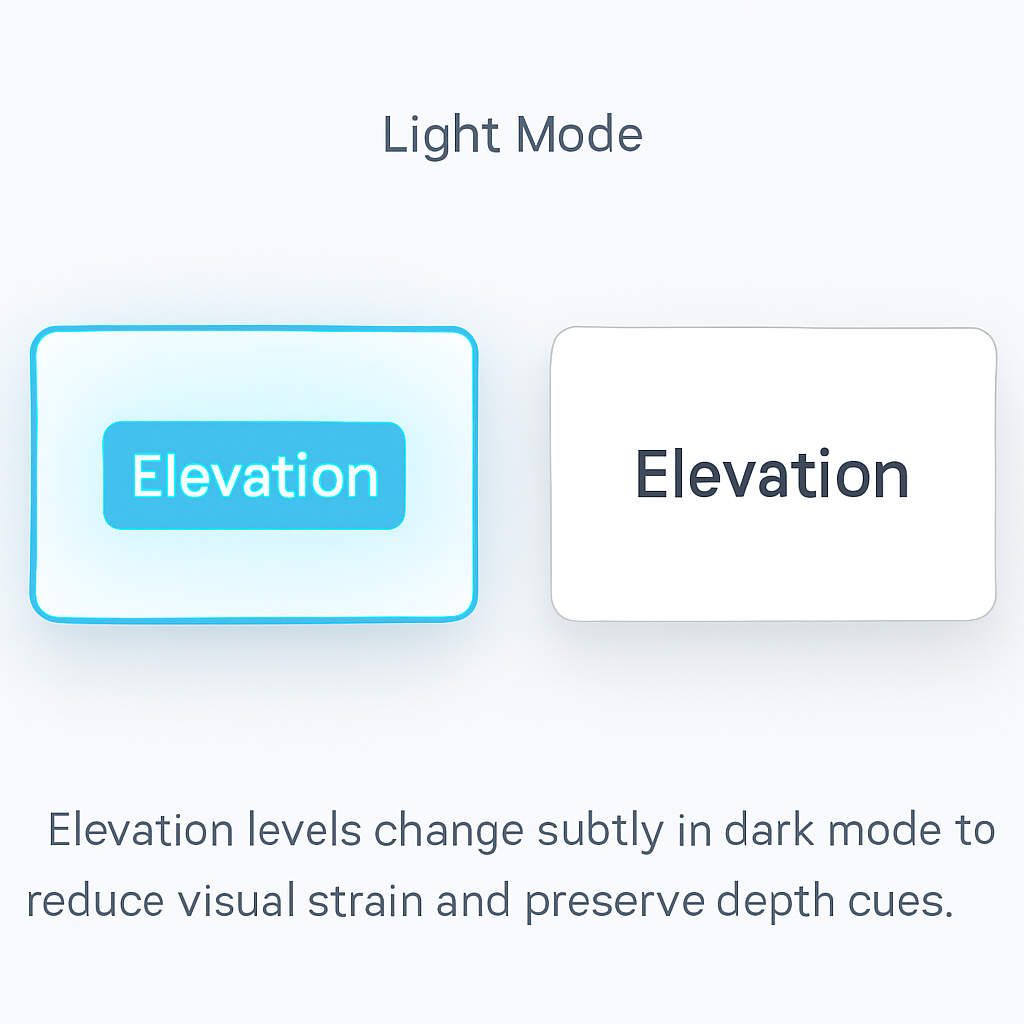 Light Mode
Elevation
Elevation
Elevation levels change subtly in dark mode to
reduce visual strain and preserve depth cues.